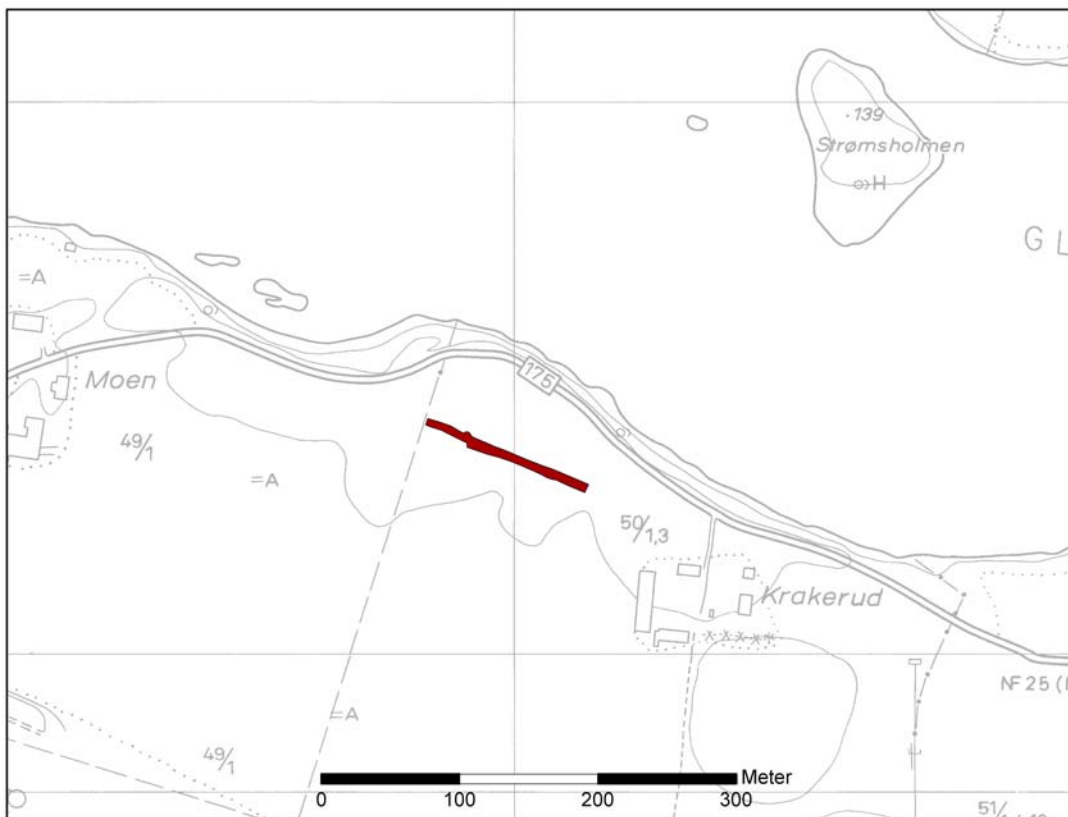 139
Strømsholmen
H
GL
=A
175
Moen
49/1
=A
50/1,3
Krakerud
NF 25 (
=A
49/1
Meter
0 100 200 300
51/